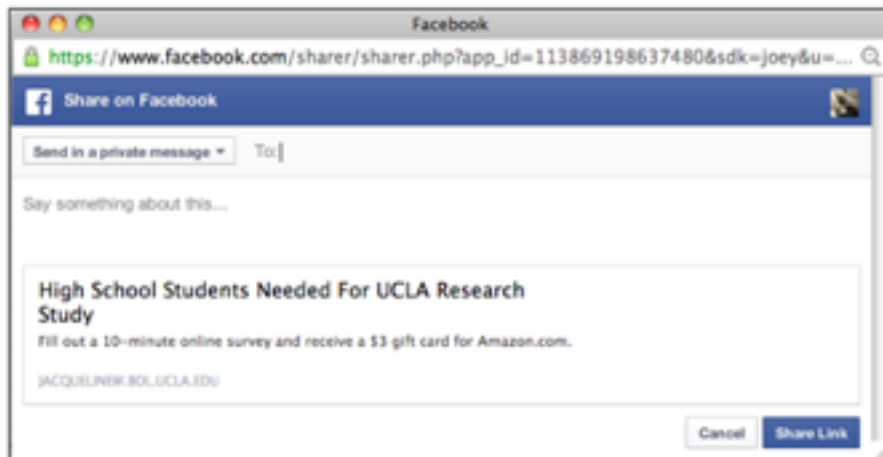 Facebook
https://www.facebook.com/sharer/sharer.php?app_id=113869198637480&sdk=joey&u=...
Share on Facebook
Send in a private message To:
Say something about this...
High School Students Needed For UCLA Research
Study
Fill out a 10-minute online survey and receive a $3 gift card for Amazon.com.
JACQUELINEW.BOL.UCLA.EDU
Cancel Share Link